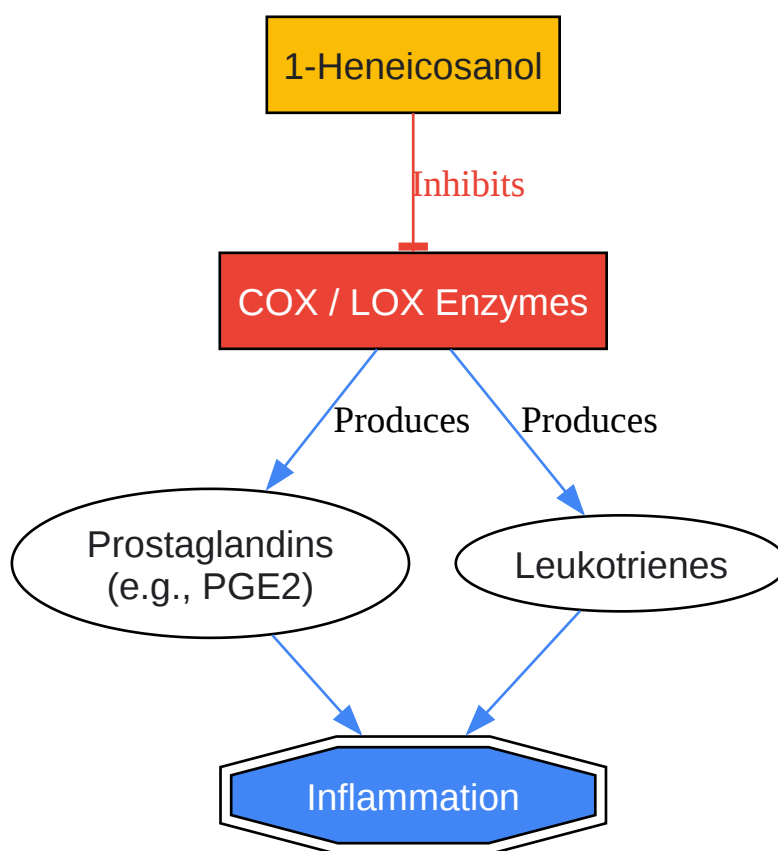 1-Heneicosanol
Inhibits
COX / LOX Enzymes
Produces
Produces
Prostaglandins
(e.g., PGE2)
Leukotrienes
Inflammation